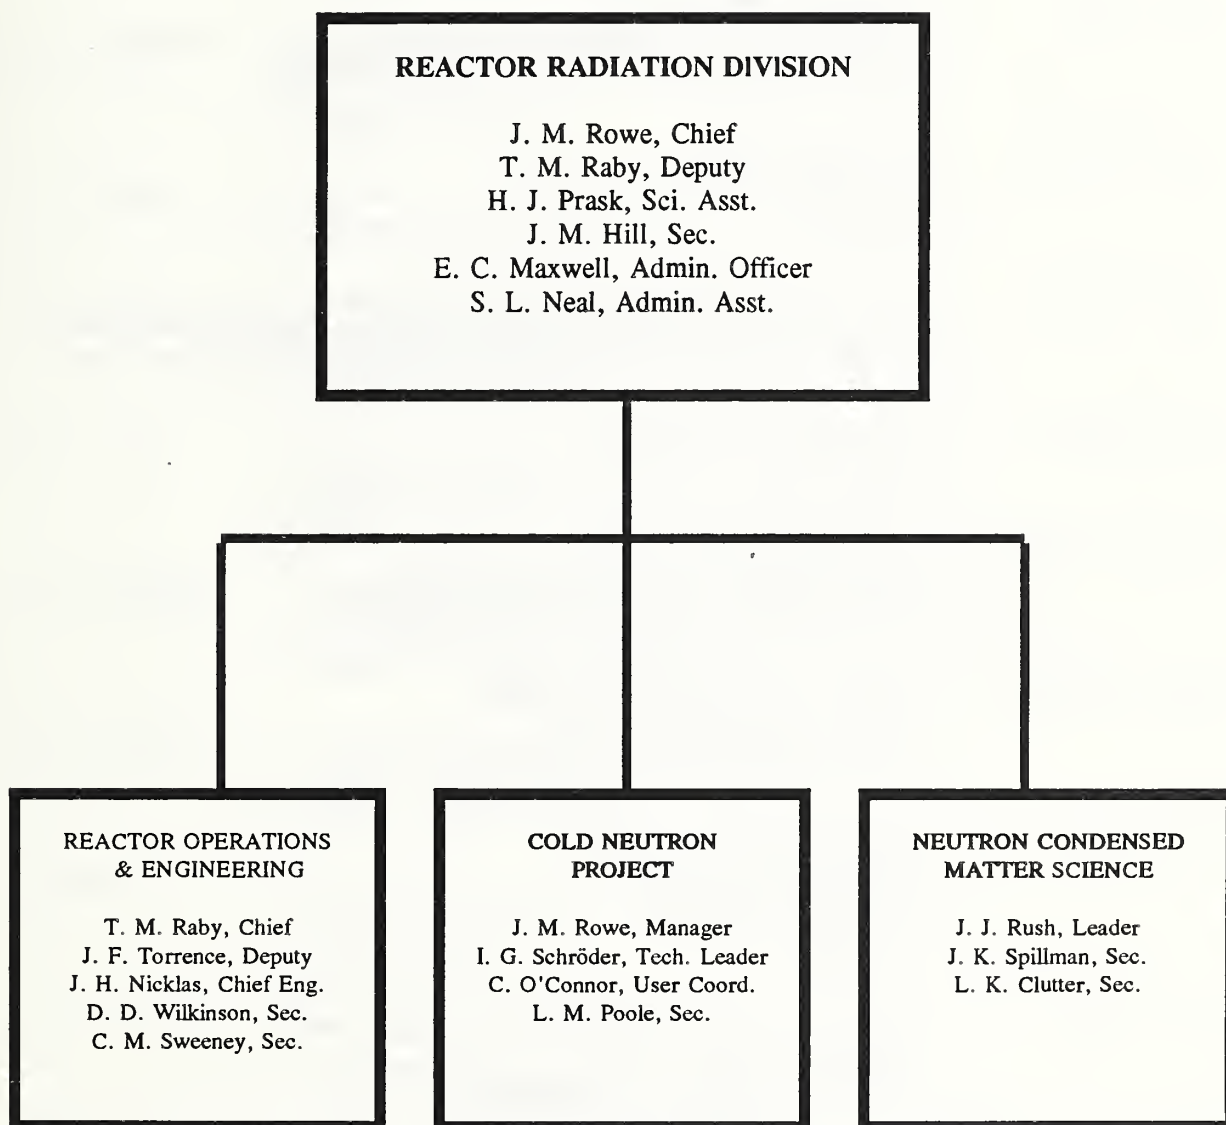 REACTOR RADIATION DIVISION
J. M. Rowe, Chief
T. M. Raby, Deputy
H. J. Prask, Sci. Asst.
J. M. Hill, Sec.
E. C. Maxwell, Admin. Officer
S. L. Neal, Admin. Asst.
REACTOR OPERATIONS
& ENGINEERING
T. M. Raby, Chief
J. F. Torrence, Deputy
J. H. Nicklas, Chief Eng.
D. D. Wilkinson, Sec.
C. M. Sweeney, Sec.
COLD NEUTRON
PROJECT
J. M. Rowe, Manager
I. G. Schröder, Tech. Leader
C. O'Connor, User Coord.
L. M. Poole, Sec.
NEUTRON CONDENSED
MATTER SCIENCE
J. J. Rush, Leader
J. K. Spillman, Sec.
L. K. Clutter, Sec.